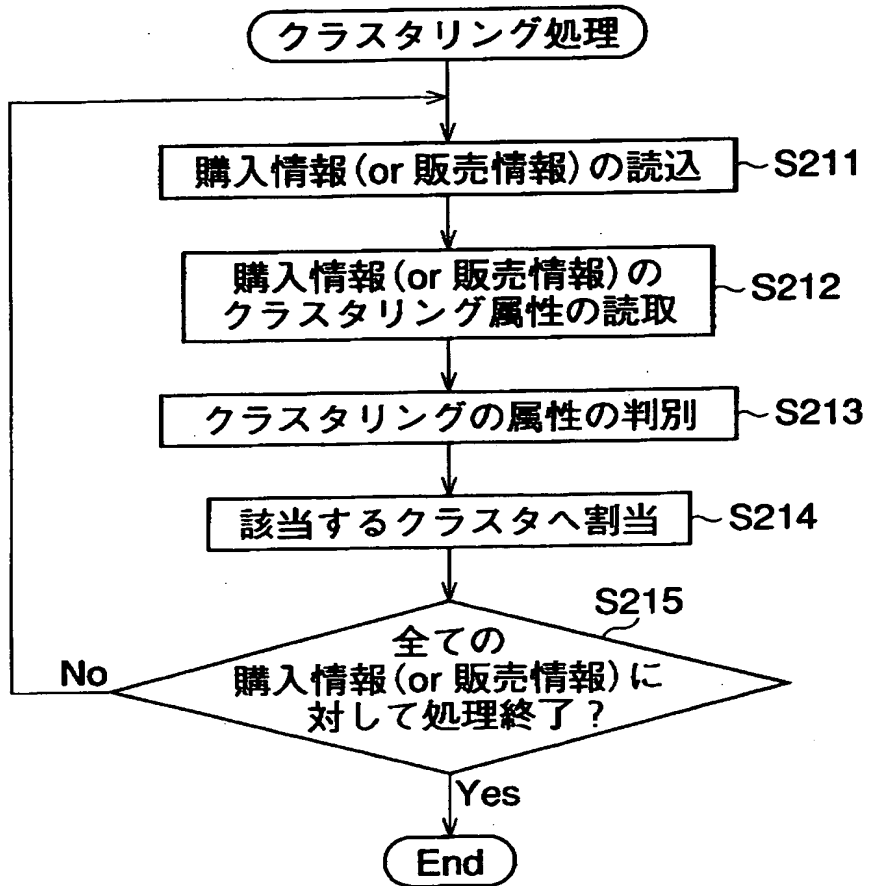 クラスタリング処理
購入情報(or 販売情報)の読込
S211
購入情報(or 販売情報)の
クラスタリング属性の読取
S212
クラスタリングの属性の判別
S213
該当するクラスタへ割当
S214
S215
全ての
購入情報(or 販売情報)に
対して処理終了?
No
Yes
End